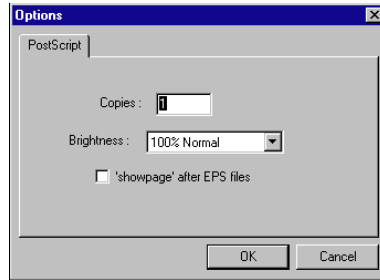 Options
PostScript
Copies : 1
Brightness : 100% Normal
'showpage' after EPS files
OK Cancel